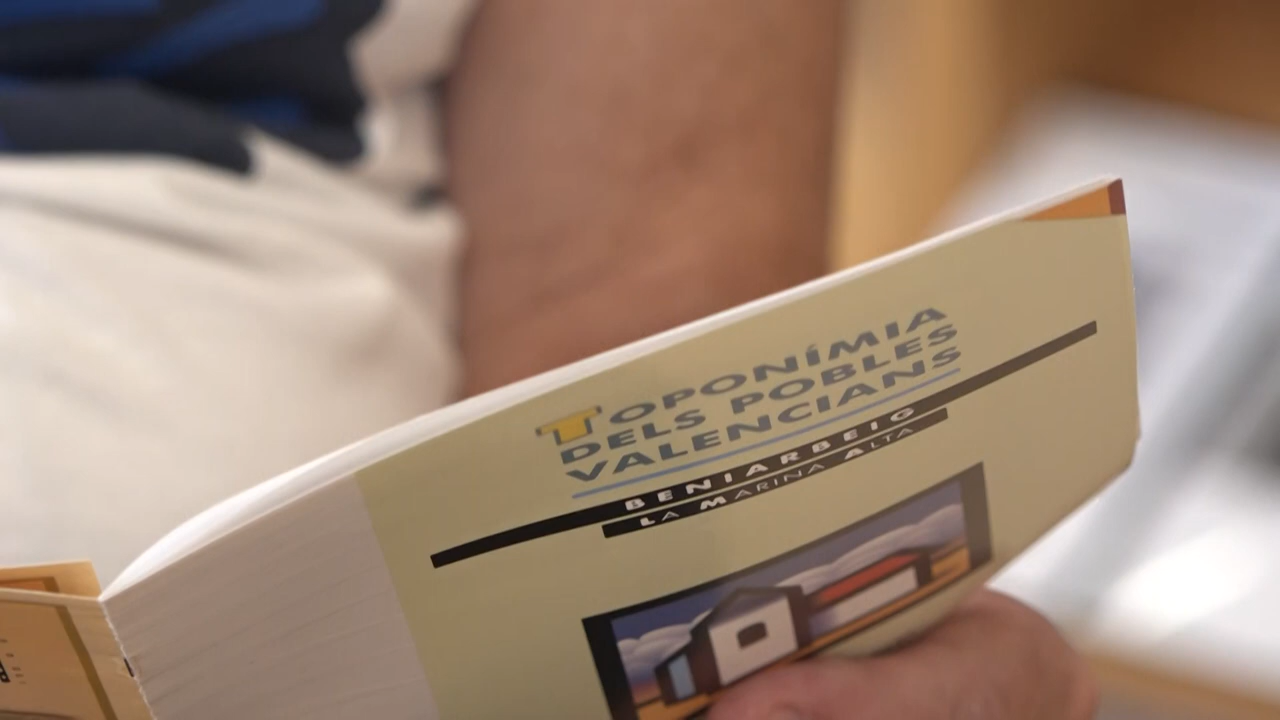 TOPONÍMIA
DELS POBLES
VALENCIANS
BENIARBEIG
LA MARINA ALTA